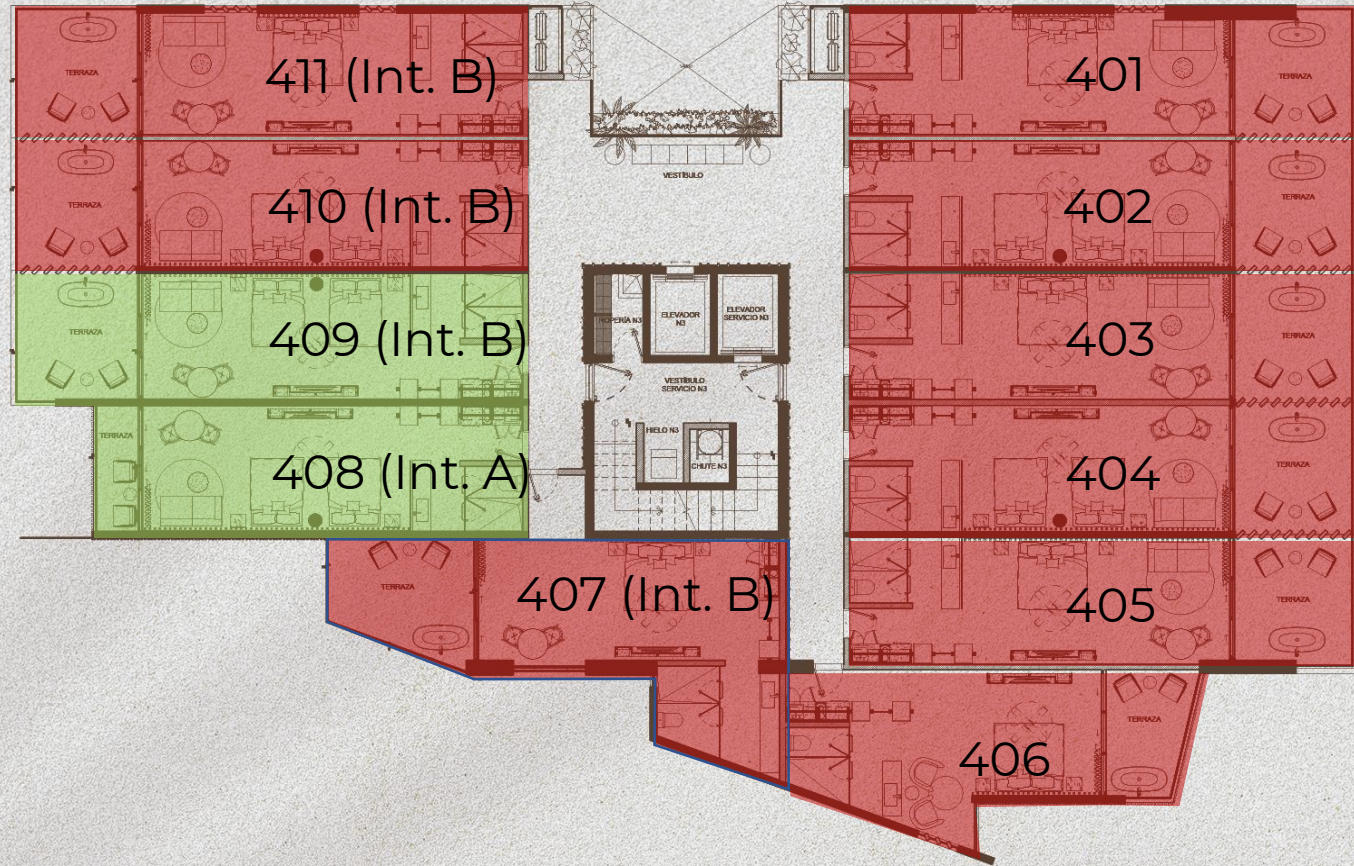 TERRAZA
411 (Int. B)
401
TERRAZA
TERRAZA
410 (Int. B)
VESTÍBULO
402
TERRAZA
TERRAZA
409 (Int. B)
ROPERÍA N3
ELEVADOR
N3
ELEVADOR
SERVICIO N3
403
TERRAZA
VESTÍBULO
SERVICIO N3
TERRAZA
408 (Int. A)
HIELO N3
CHUTE N3
404
TERRAZA
TERRAZA
407 (Int. B)
405
TERRAZA
406
TERRAZA